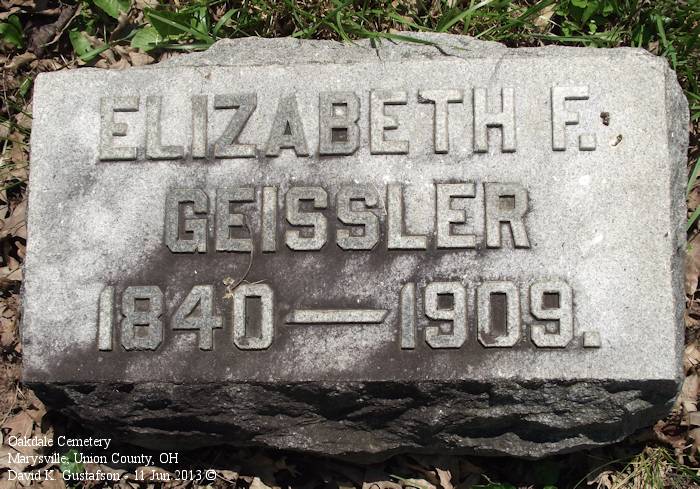 ELIZABETH F.
GEISSLER
1840 — 1909.
Oakdale Cemetery
Marysville, Union County, OH
David K. Gustafson - 11 Jun 2013 ©